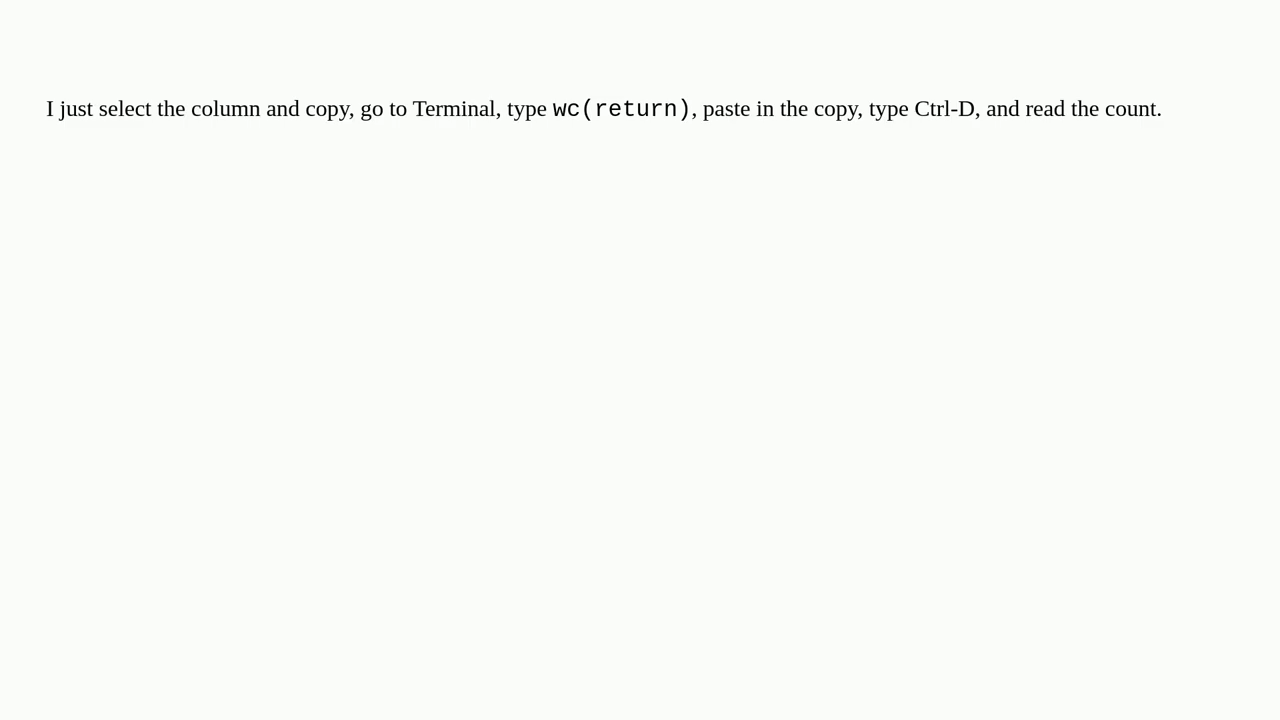 I just select the column and copy, go to Terminal, type wc(return), paste in the copy, type Ctrl-D, and read the count.